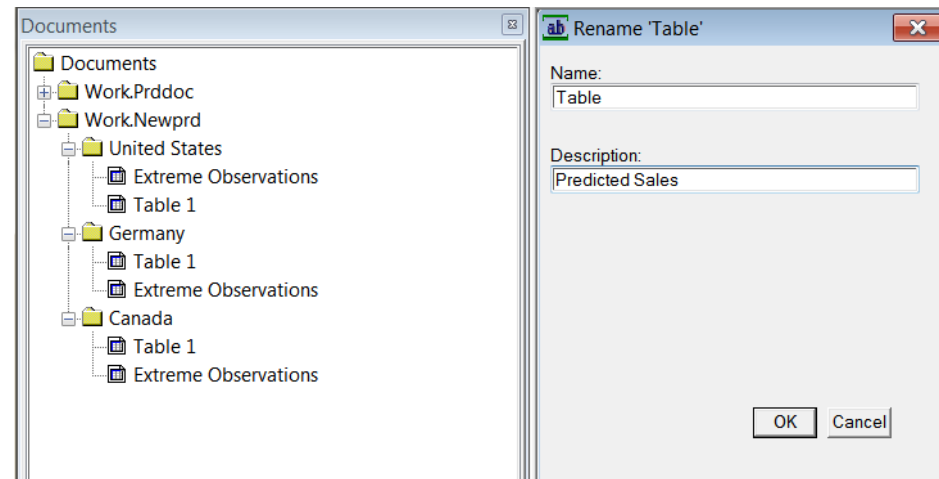 Documents
Documents
Work.Prddoc
Work.Newprd
United States
Extreme Observations
Table 1
Germany
Table 1
Extreme Observations
Canada
Table 1
Extreme Observations
ab Rename 'Table'
Name:
Table
Description:
Predicted Sales
OK Cancel